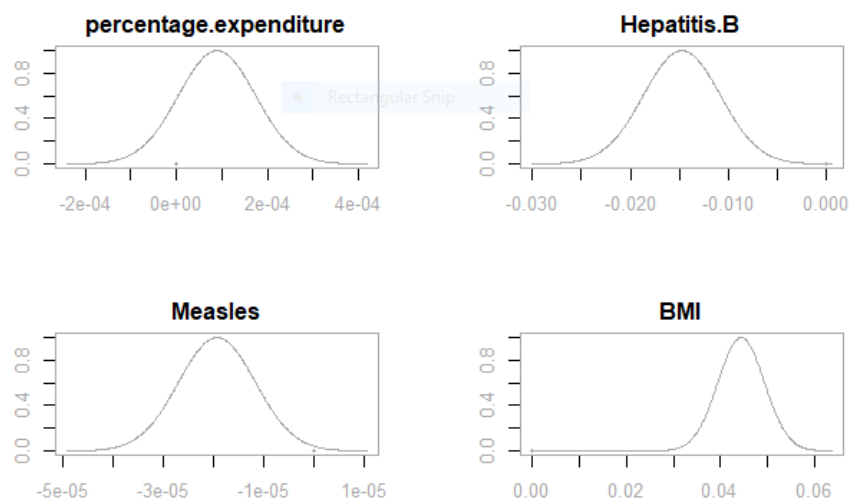 percentage.expenditure
0.0 0.4 0.8
Rectangular Snip
-2e-04 0e+00 2e-04 4e-04
Hepatitis.B
0.0 0.4 0.8
-0.030 -0.020 -0.010 0.000
Measles
0.0 0.4 0.8
-5e-05 -3e-05 -1e-05 1e-05
BMI
0.0 0.4 0.8
0.00 0.02 0.04 0.06